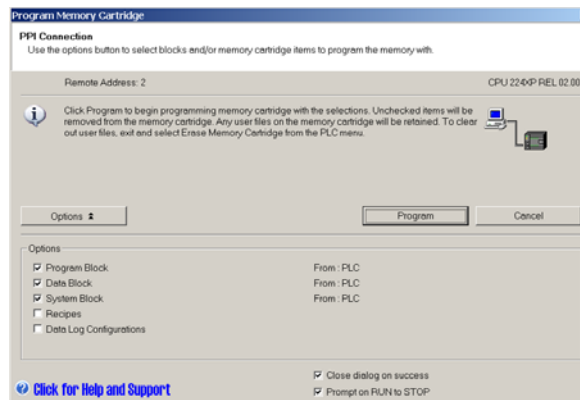 Program Memory Cartridge
PPI Connection
Use the options button to select blocks and/or memory cartridge items to program the memory with.
Remote Address: 2 CPU 224XP REL 02.00
Click Program to begin programming memory cartridge with the selections. Unchecked items will be
removed from the memory cartridge. Any user files on the memory cartridge will be retained. To clear
out user files, exit and select Erase Memory Cartridge from the PLC menu.
Options Program Cancel
Options
Program Block From : PLC
Data Block From : PLC
System Block From : PLC
Recipes
Data Log Configurations
Close dialog on success
Click for Help and Support Prompt on RUN to STOP